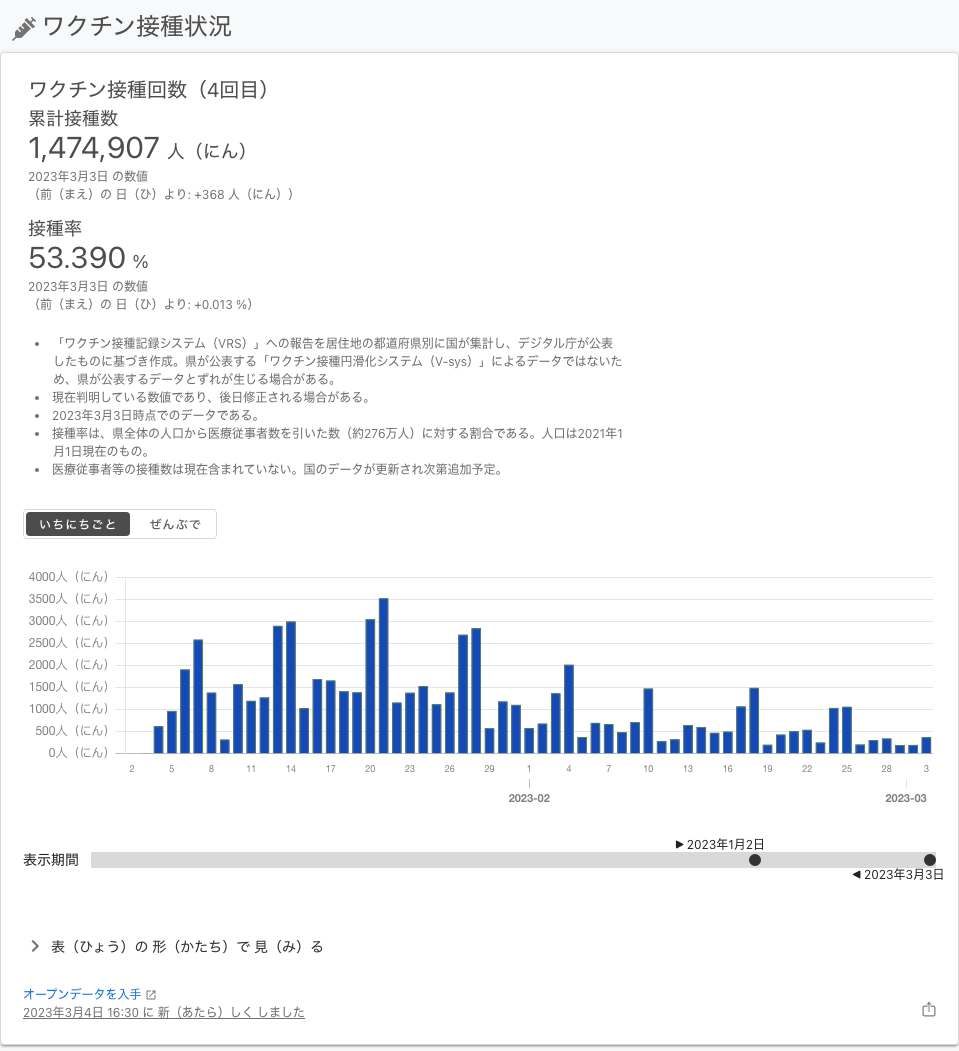 ワクチン接種状況
ワクチン接種回数（4回目）
累計接種数
1,474,907 人（にん）
2023年3月3日 の数値
（前（まえ）の 日（ひ）より: +368 人（にん））
接種率
53.390 %
2023年3月3日 の数値
（前（まえ）の 日（ひ）より: +0.013 %）
• 「ワクチン接種記録システム（VRS）」への報告を居住地の都道府県別に国が集計し、デジタル庁が公表
したものに基づき作成。県が公表する「ワクチン接種円滑化システム（V-sys）」によるデータではないた
め、県が公表するデータとずれが生じる場合がある。
• 現在判明している数値であり、後日修正される場合がある。
• 2023年3月3日時点でのデータである。
• 接種率は、県全体の人口から医療従事者数を引いた数（約276万人）に対する割合である。人口は2021年1
月1日現在のもの。
• 医療従事者等の接種数は現在含まれていない。国のデータが更新され次第追加予定。
いちにちごと ぜんぶで
4000人（にん）
3500人（にん）
3000人（にん）
2500人（にん）
2000人（にん）
1500人（にん）
1000人（にん）
500人（にん）
0人（にん）
2 5 8 11 14 17 20 23 26 29 1 4 7 10 13 16 19 22 25 28 3
2023-02 2023-03
▶ 2023年1月2日
表示期間
◀ 2023年3月3日
表（ひょう）の 形（かたち）で 見（み）る
オープンデータを入手
2023年3月4日 16:30 に 新（あたら）しく しました